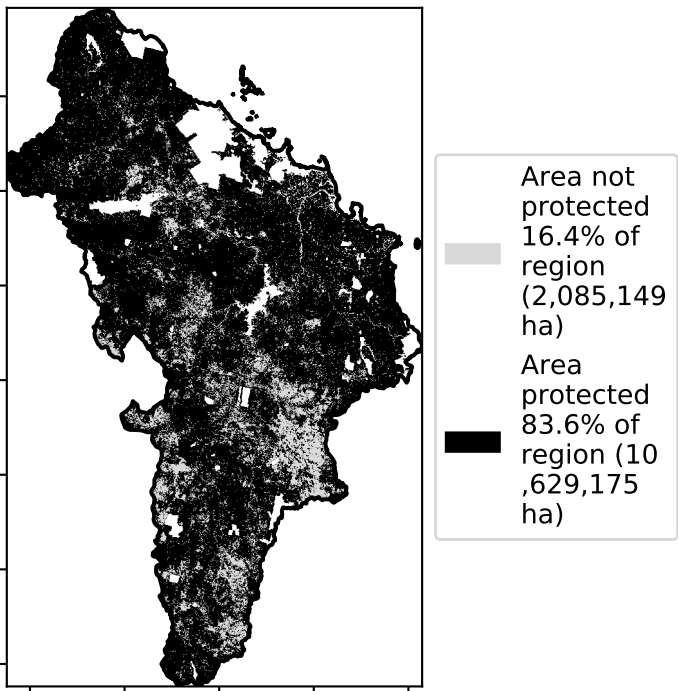 Area not
protected
16.4% of
region
(2,085,149
ha)
Area
protected
83.6% of
region (10
,629,175
ha)